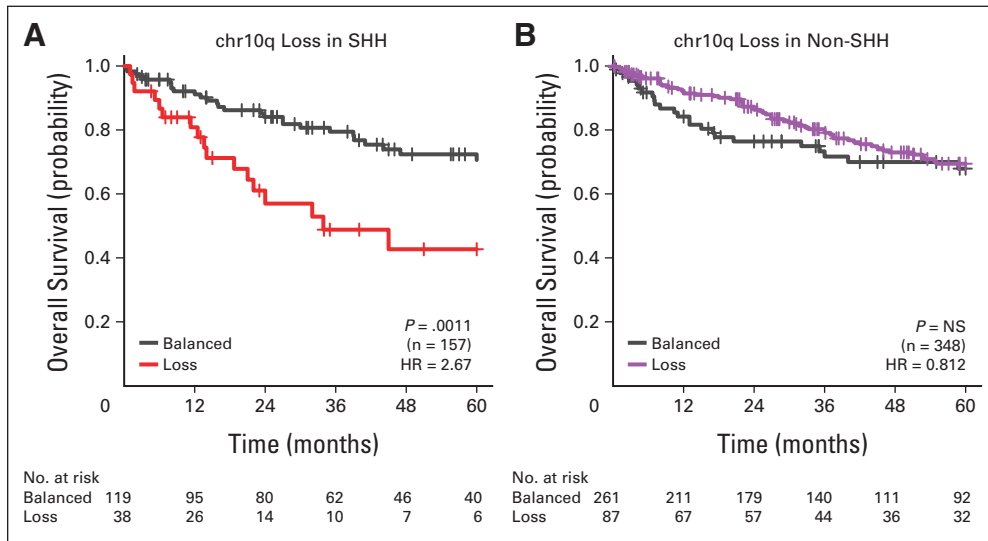 A
chr10q Loss in SHH
Overall Survival (probability)
1.0
0.8
0.6
0.4
0.2
0
12
24
36
48
60
Time (months)
Balanced
Loss
P = .0011
(n = 157)
HR = 2.67
No. at risk
Balanced 119 95 80 62 46 40
Loss 38 26 14 10 7 6
B
chr10q Loss in Non-SHH
Overall Survival (probability)
1.0
0.8
0.6
0.4
0.2
0
12
24
36
48
60
Time (months)
Balanced
Loss
P = NS
(n = 348)
HR = 0.812
No. at risk
Balanced 261 211 179 140 111 92
Loss 87 67 57 44 36 32